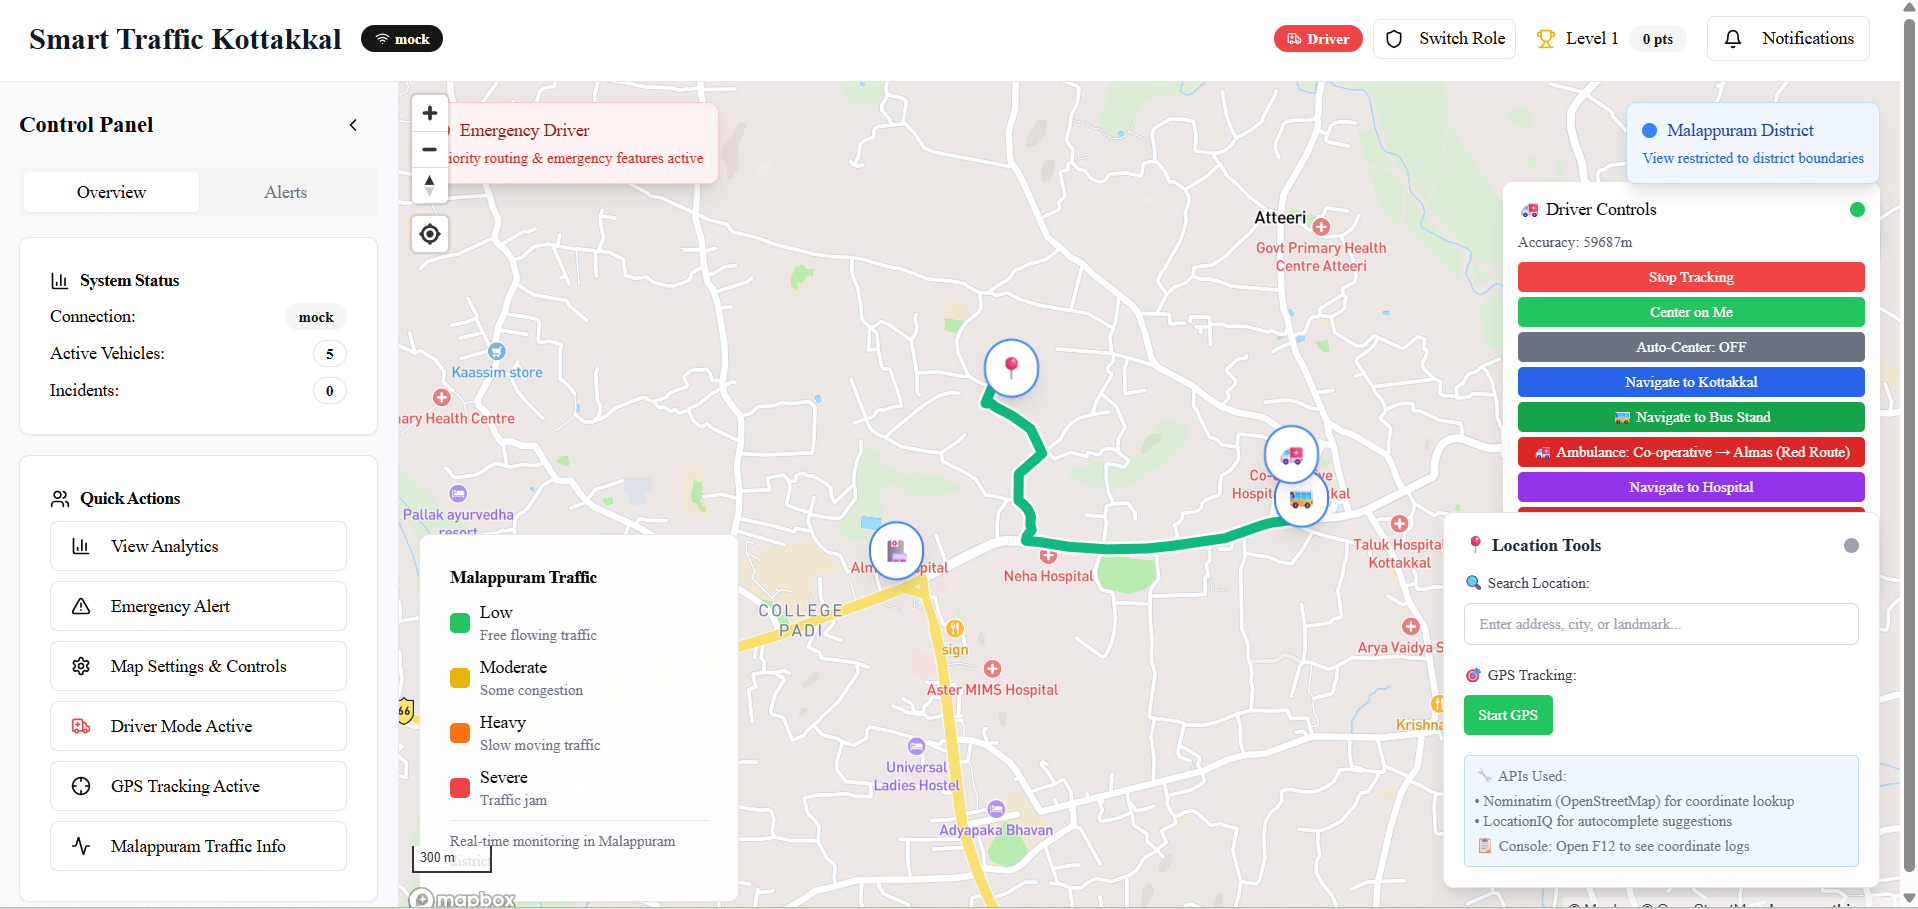 Smart Traffic Kottakkal
mock
Driver
Switch Role
Level 1
0 pts
Notifications
Control Panel
Overview
Alerts
System Status
Connection:
mock
Active Vehicles:
5
Incidents:
0
Quick Actions
View Analytics
Emergency Alert
Map Settings & Controls
Driver Mode Active
GPS Tracking Active
Malappuram Traffic Info
Emergency Driver
iority routing & emergency features active
Malappuram District
View restricted to district boundaries
Driver Controls
Accuracy: 59687m
Stop Tracking
Center on Me
Auto-Center: OFF
Navigate to Kottakkal
Navigate to Bus Stand
Ambulance: Co-operative → Almas (Red Route)
Navigate to Hospital
Location Tools
Search Location:
Enter address, city, or landmark...
GPS Tracking:
Start GPS
APIs Used:
• Nominatim (OpenStreetMap) for coordinate lookup
• LocationIQ for autocomplete suggestions
Console: Open F12 to see coordinate logs
Atteeri
Govt Primary Health
Centre Atteeri
Kaassim store
ary Health Centre
Pallak ayurvedha
resort
Neha Hospital
Taluk Hospital
Kottakkal
COLLEGE
PADI
sign
Aster MIMS Hospital
Arya Vaidya S
Krishna
Universal
Ladies Hostel
Adyapaka Bhavan
66
Malappuram Traffic
Low
Free flowing traffic
Moderate
Some congestion
Heavy
Slow moving traffic
Severe
Traffic jam
Real-time monitoring in Malappuram
district
300 m
mapbox